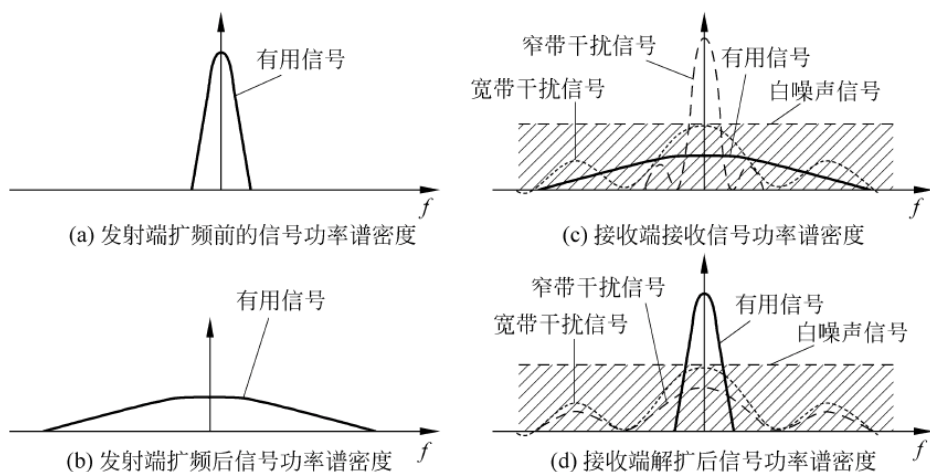 有用信号
f
(a) 发射端扩频前的信号功率谱密度
窄带干扰信号
有用信号
宽带干扰信号
白噪声信号
f
(c) 接收端接收信号功率谱密度
有用信号
f
(b) 发射端扩频后信号功率谱密度
窄带干扰信号
有用信号
宽带干扰信号
白噪声信号
f
(d) 接收端解扩后信号功率谱密度